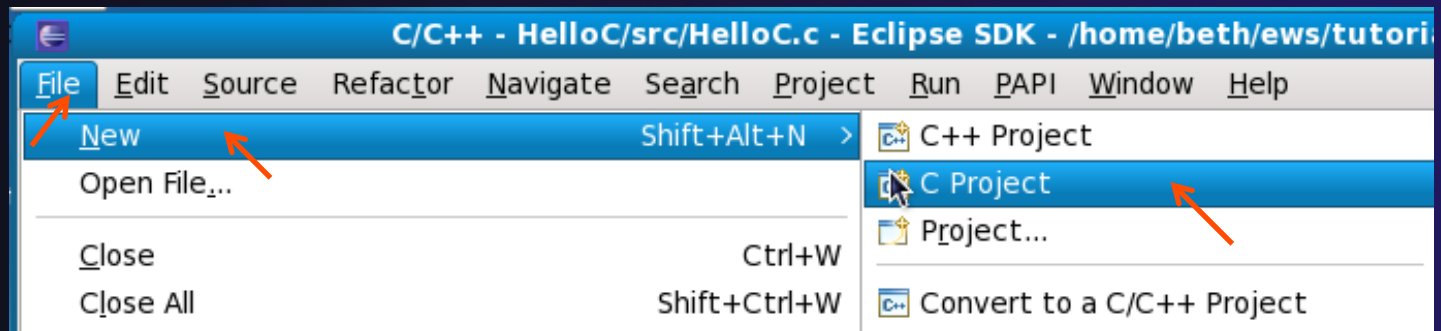 C/C++ - HelloC/src/HelloC.c - Eclipse SDK - /home/beth/ews/tutori
File Edit Source Refactor Navigate Search Project Run PAPI Window Help
New Shift+Alt+N >
Open File...
Close Ctrl+W
Close All Shift+Ctrl+W
C++ Project
C Project
Project...
Convert to a C/C++ Project